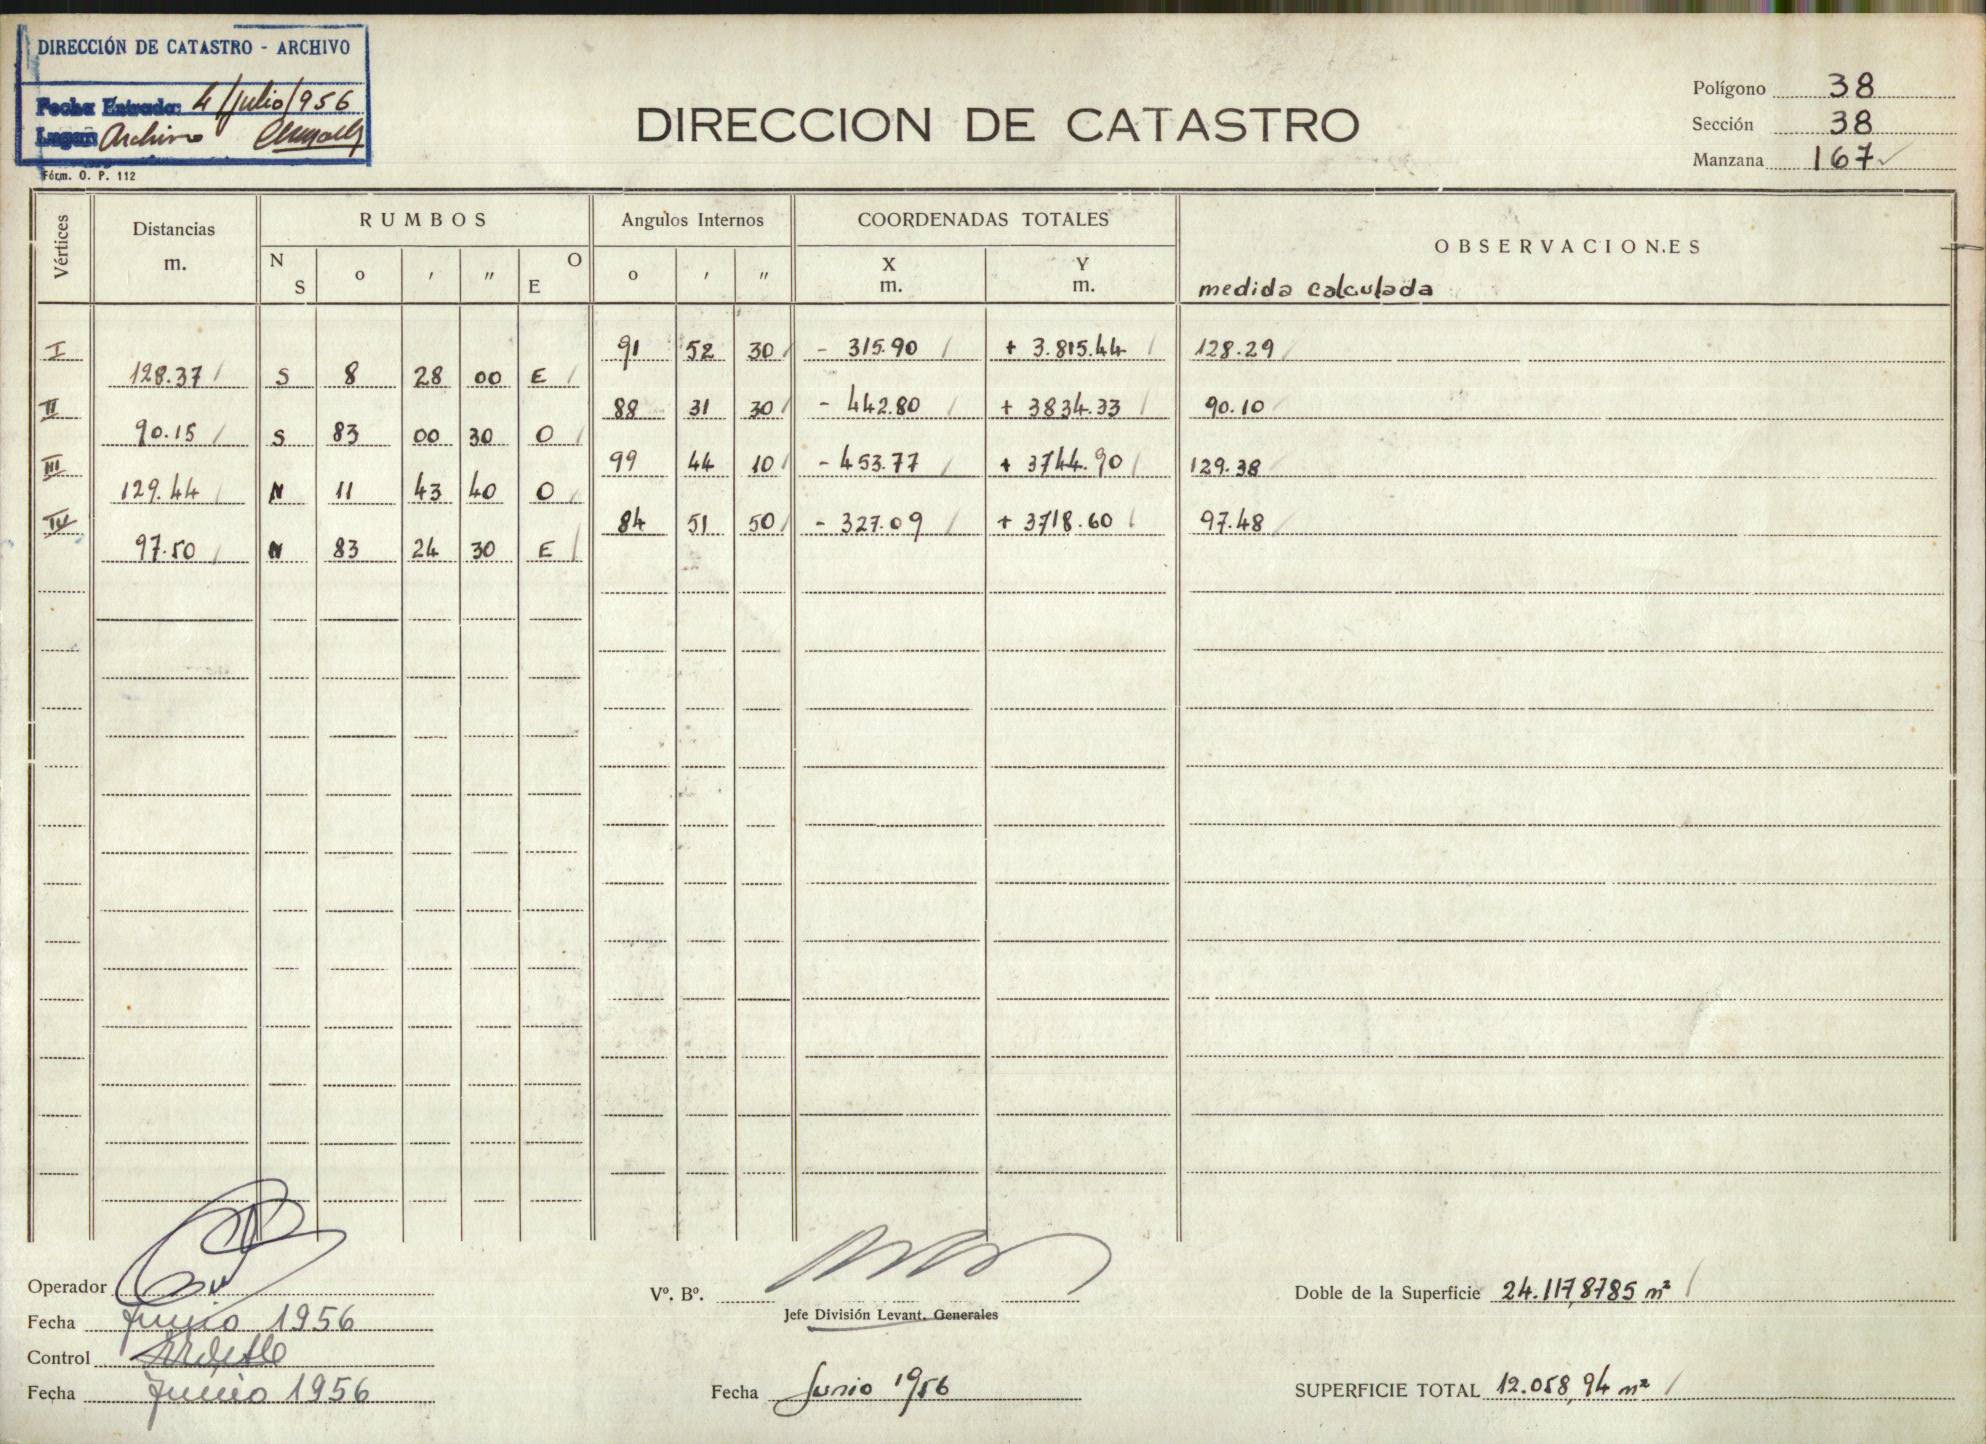 DIRECCIÓN DE CATASTRO - ARCHIVO
Fecha Entrada: 4/Julio/956
Lugar Archivo
Fórm. O. P. 112
DIRECCION DE CATASTRO
Polígono 38
Sección 38
Manzana 167
Vértices Distancias m. RUMBOS Angulos Internos COORDENADAS TOTALES OBSERVACIONES
N S o ' " O E o ' " X m. Y m. medida calculada
I 91 52 30 - 315.90 + 3.815.44 128.29
128.37 S 8 28 00 E
II 88 31 30 - 442.80 + 3834.33 90.10
90.15 S 83 00 30 O
III 99 44 10 - 453.77 + 3744.90 129.38
129.44 N 11 43 40 O
IV 84 51 50 - 327.09 + 3718.60 97.48
97.50 N 83 24 30 E
Operador
Vº. Bº.
Jefe División Levant. Generales
Doble de la Superficie 24.117,8785 m²
Fecha Junio 1956
Control
Fecha Junio 1956
Fecha Junio 1956
SUPERFICIE TOTAL 12.058,94 m²